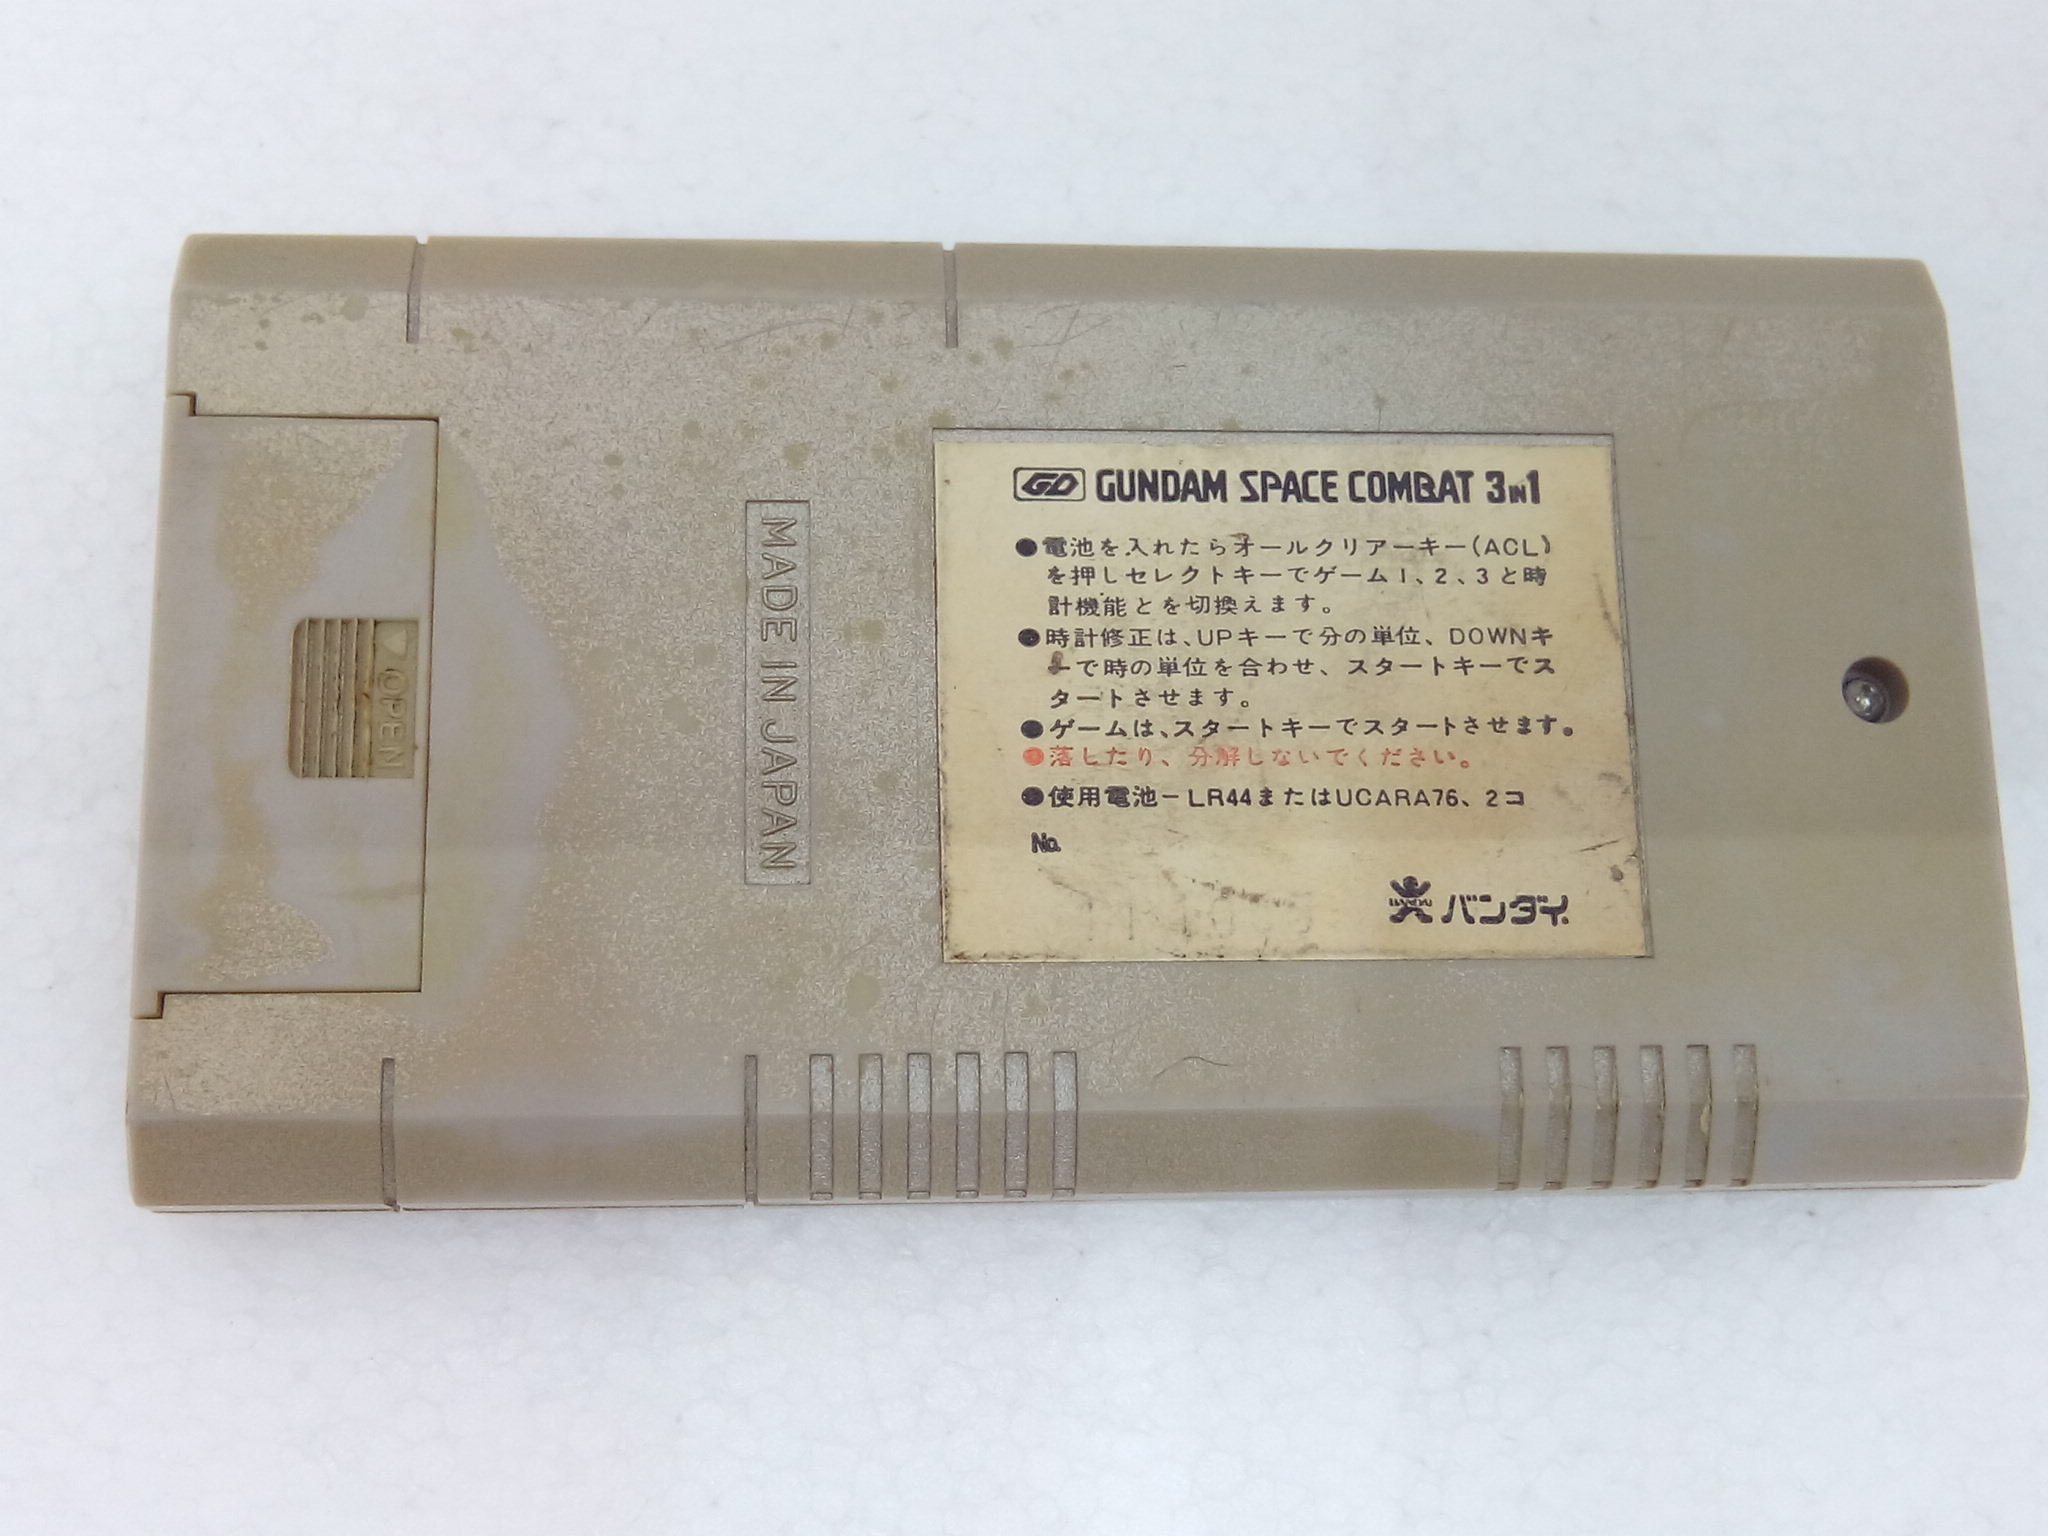 GD GUNDAM SPACE COMBAT 3IN1
●電池を入れたらオールクリアーキー(ACL)
を押しセレクトキーでゲーム1、2、3と時
計機能とを切換えます。
●時計修正は、UPキーで分の単位、DOWNキ
ーで時の単位を合わせ、スタートキーでス
タートさせます。
●ゲームは、スタートキーでスタートさせます。
●落したり、分解しないでください。
●使用電池-LR44またはUCARA76、2コ
No.
BANDAI バンダイ
MADE IN JAPAN
OPEN